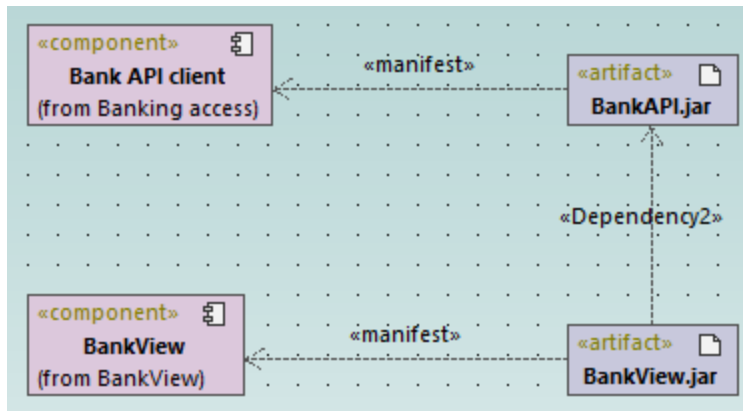 «component»
Bank API client
(from Banking access)
«manifest»
«artifact»
BankAPI.jar
«Dependency2»
«component»
BankView
(from BankView)
«manifest»
«artifact»
BankView.jar